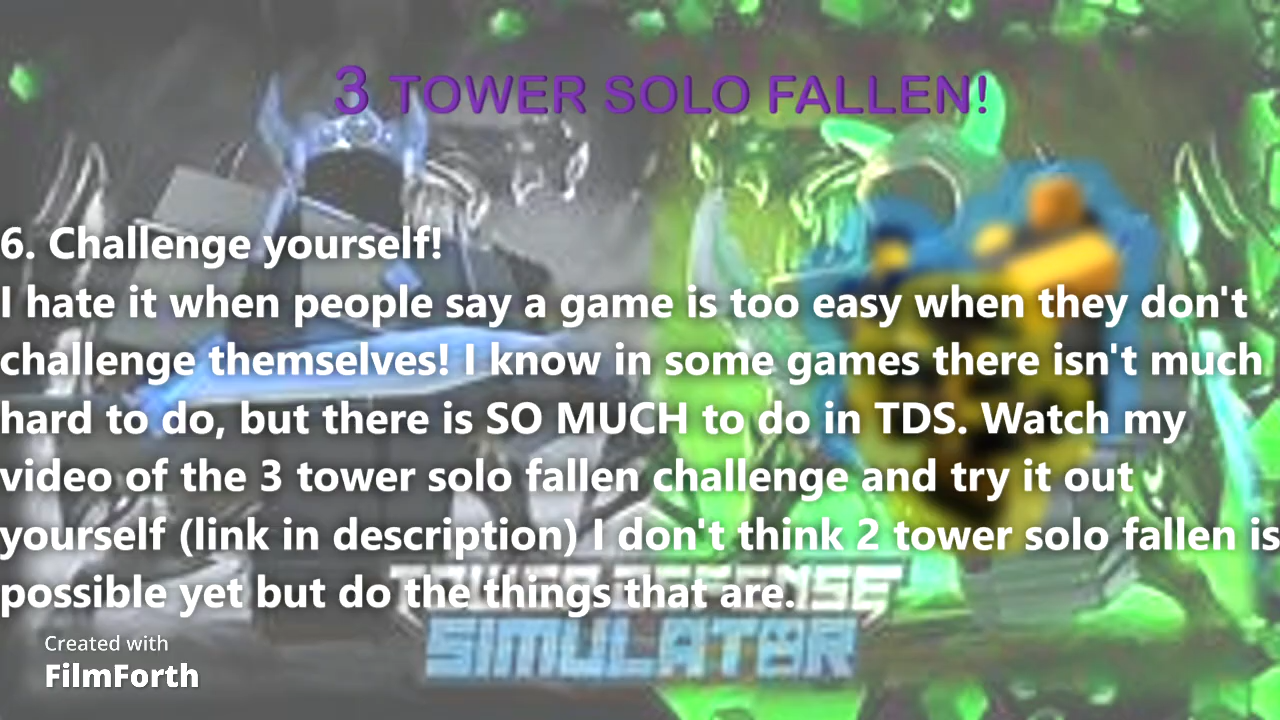 3 TOWER SOLO FALLEN!
6. Challenge yourself!
I hate it when people say a game is too easy when they don't
challenge themselves! I know in some games there isn't much
hard to do, but there is SO MUCH to do in TDS. Watch my
video of the 3 tower solo fallen challenge and try it out
yourself (link in description) I don't think 2 tower solo fallen is
possible yet but do the things that are.
TOWER DEFENSE
SIMULATOR
Created with
FilmForth